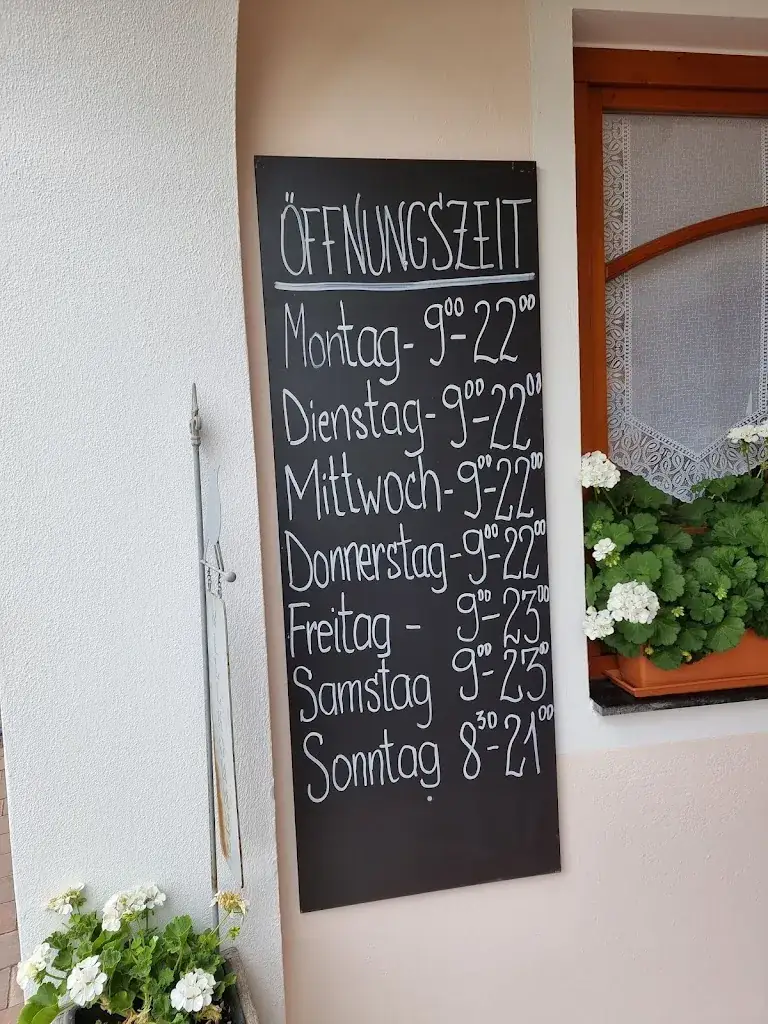 ÖFFNUNGSZEIT
Montag - 9⁰⁰-22⁰⁰
Dienstag - 9⁰⁰-22⁰⁰
Mittwoch - 9⁰⁰-22⁰⁰
Donnerstag - 9⁰⁰-22⁰⁰
Freitag - 9⁰⁰-23⁰⁰
Samstag 9⁰⁰-23⁰⁰
Sonntag 8³⁰-21⁰⁰